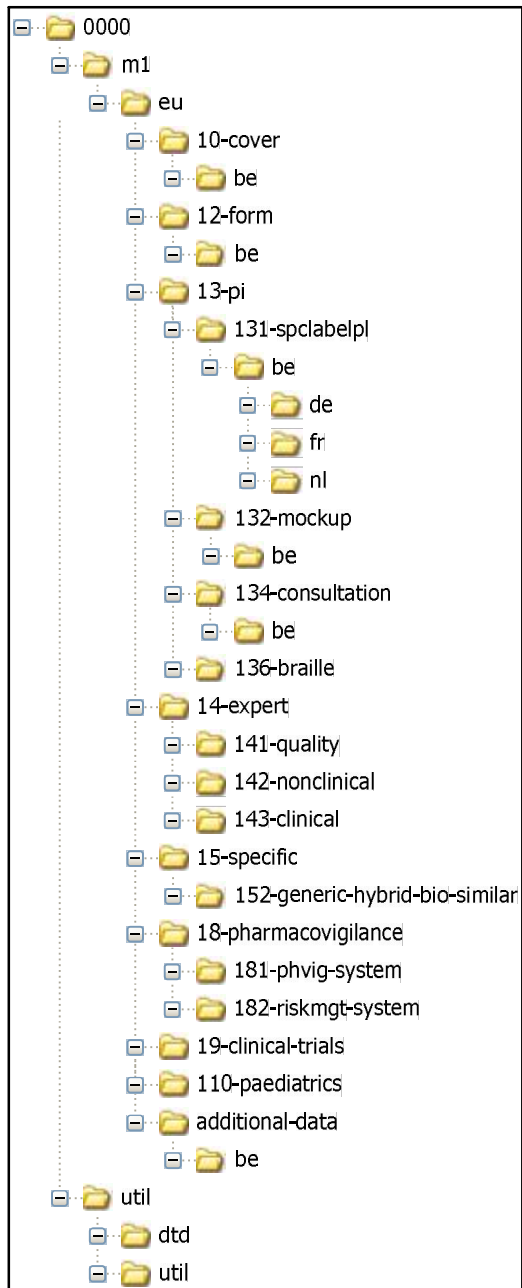 0000
m1
eu
10-cover
be
12-form
be
13-pi
131-spclabelpl
be
de
fr
nl
132-mockup
be
134-consultation
be
136-braille
14-expert
141-quality
142-nonclinical
143-clinical
15-specific
152-generic-hybrid-bio-similar
18-pharmacovigilance
181-phvig-system
182-riskmgt-system
19-clinical-trials
110-paediatrics
additional-data
be
util
dtd
util